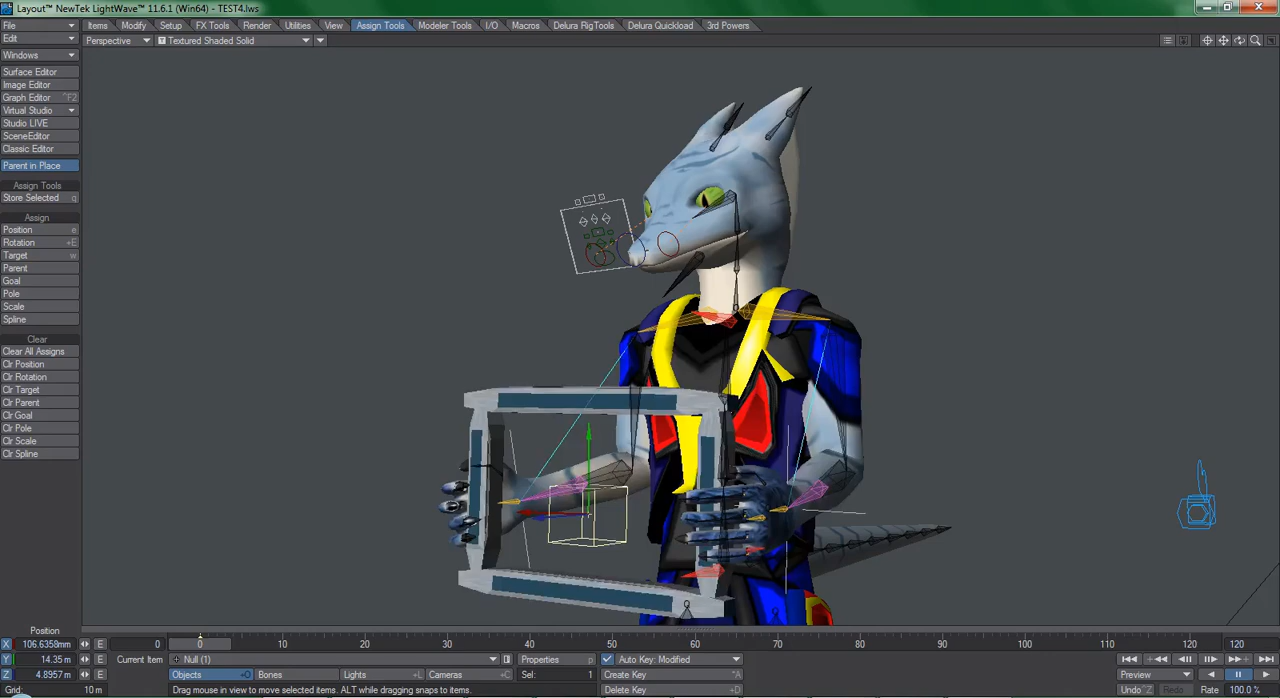 Layout™ NewTek LightWave™ 11.6.1 (Win64) - TEST4.lws
File Items Modify Setup FX Tools Render Utilities View Assign Tools Modeler Tools I/O Macros Delura RigTools Delura Quickload 3rd Powers
Edit Perspective T Textured Shaded Solid
Windows
Surface Editor
Image Editor
Graph Editor ^F2
Virtual Studio
Studio LIVE
SceneEditor
Classic Editor
Parent in Place
Assign Tools
Store Selected q
Assign
Position e
Rotation +E
Target w
Parent
Goal
Pole
Scale
Spline
Clear
Clear All Assigns
Clr Position
Clr Rotation
Clr Target
Clr Parent
Clr Goal
Clr Pole
Clr Scale
Clr Spline
Position
X 106.6358mm E 0 0 10 20 30 40 50 60 70 80 90 100 110 120 120
Y 14.35 m E Current Item Null (1) Properties p Auto Key: Modified
Z 4.8957 m E Objects +O Bones Lights +L Cameras +C Sel: 1 Create Key Preview
Grid: 10 m Drag mouse in view to move selected items. ALT while dragging snaps to items. Delete Key Undo ^Z Redo Rate 100.0 %